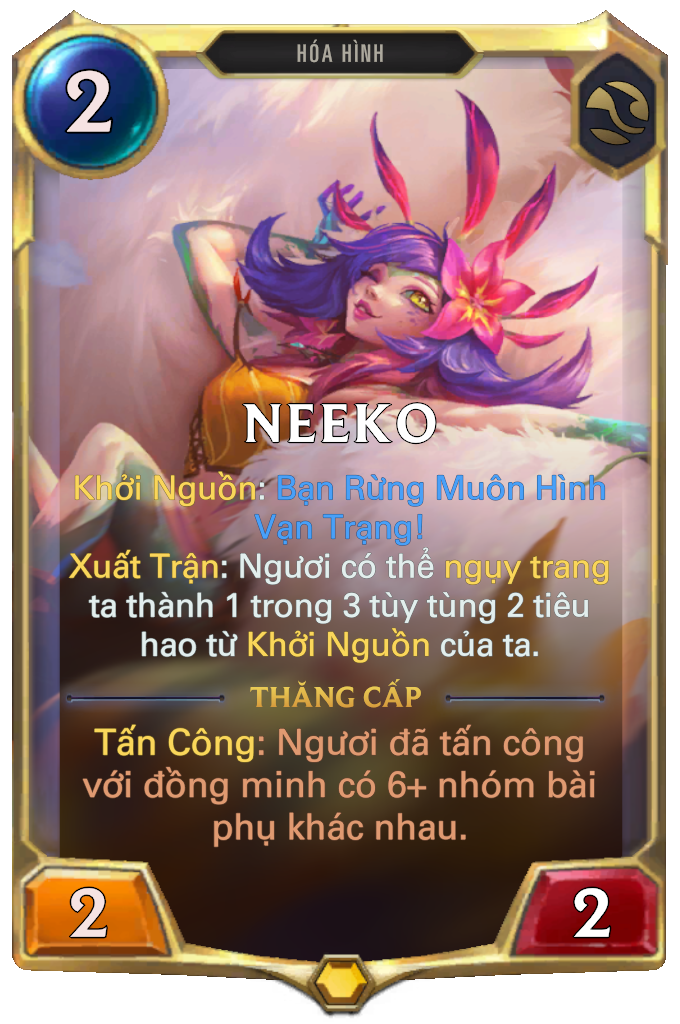 HÓA HÌNH
2
NEEKO
Khởi Nguồn: Bạn Rừng Muôn Hình
Vạn Trạng!
Xuất Trận: Ngươi có thể ngụy trang
ta thành 1 trong 3 tùy tùng 2 tiêu
hao từ Khởi Nguồn của ta.
THĂNG CẤP
Tấn Công: Ngươi đã tấn công
với đồng minh có 6+ nhóm bài
phụ khác nhau.
2
2